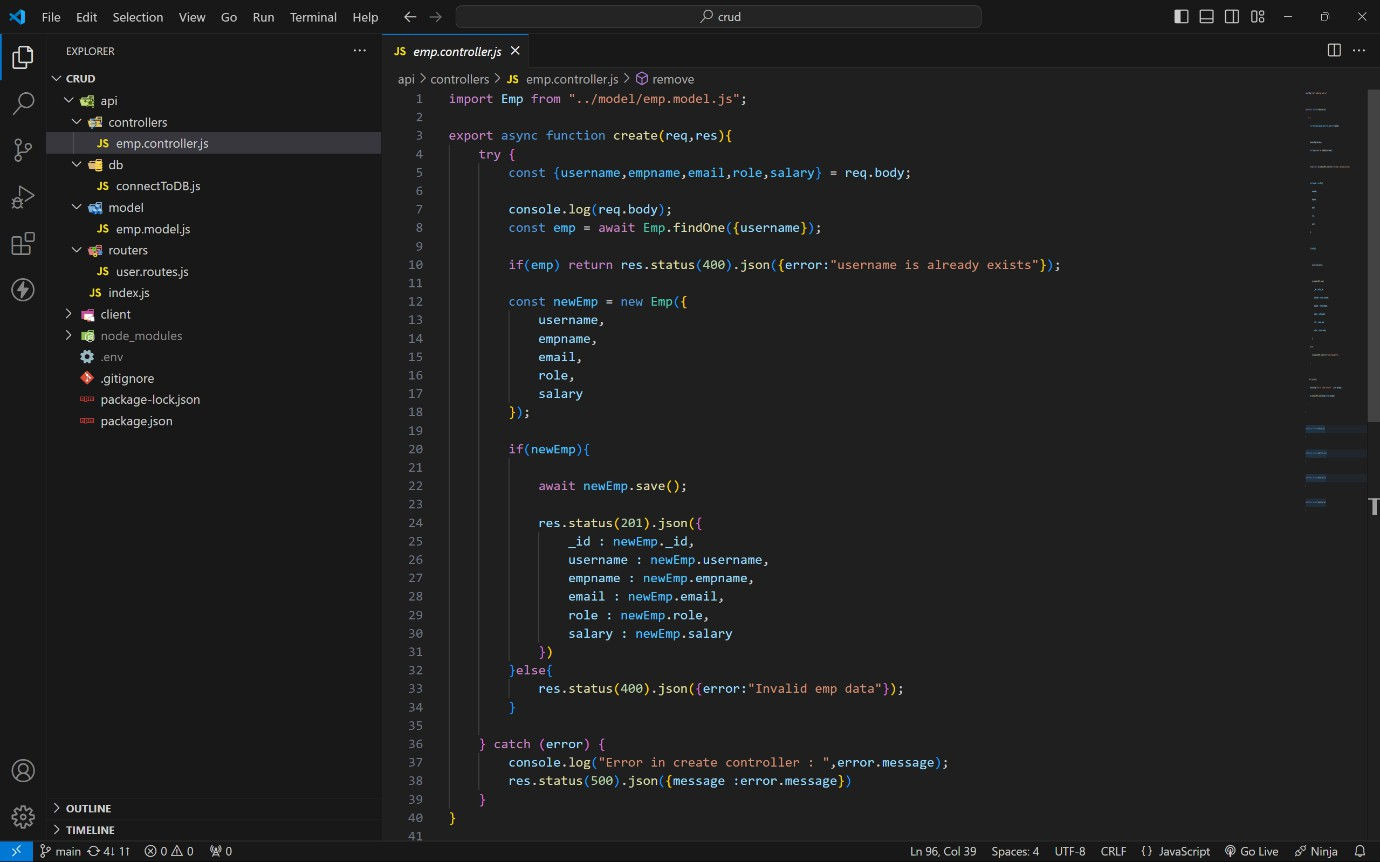 File Edit Selection View Go Run Terminal Help crud
EXPLORER
CRUD
api
controllers
JS emp.controller.js
db
JS connectToDB.js
model
JS emp.model.js
routers
JS user.routes.js
JS index.js
client
node_modules
.env
.gitignore
package-lock.json
package.json
OUTLINE
TIMELINE
JS emp.controller.js
api > controllers > JS emp.controller.js > remove
1 import Emp from "../model/emp.model.js";
2
3 export async function create(req,res){
4     try {
5         const {username,empname,email,role,salary} = req.body;
6
7         console.log(req.body);
8         const emp = await Emp.findOne({username});
9
10         if(emp) return res.status(400).json({error:"username is already exists"});
11
12         const newEmp = new Emp({
13             username,
14             empname,
15             email,
16             role,
17             salary
18         });
19
20         if(newEmp){
21
22             await newEmp.save();
23
24             res.status(201).json({
25                 _id : newEmp._id,
26                 username : newEmp.username,
27                 empname : newEmp.empname,
28                 email : newEmp.email,
29                 role : newEmp.role,
30                 salary : newEmp.salary
31             })
32         }else{
33             res.status(400).json({error:"Invalid emp data"});
34         }
35
36     } catch (error) {
37         console.log("Error in create controller : ",error.message);
38         res.status(500).json({message :error.message})
39     }
40 }
41
main 4↓ 1↑ 0 0 0 Ln 96, Col 39 Spaces: 4 UTF-8 CRLF {} JavaScript Go Live Ninja